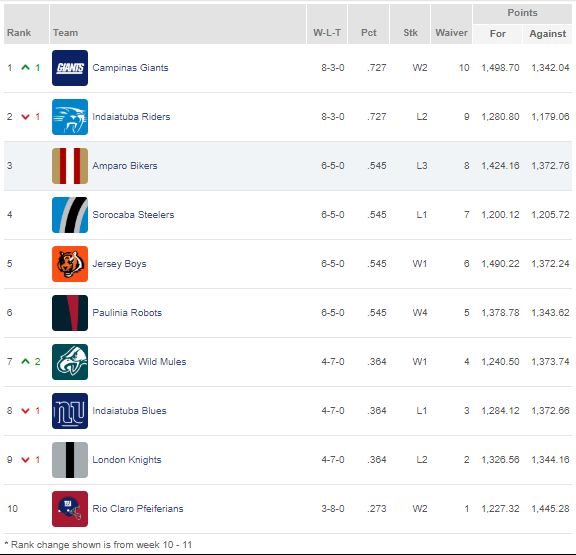 Points
Rank Team W-L-T Pct Stk Waiver For Against
1 1 GIANTS Campinas Giants 8-3-0 .727 W2 10 1,498.70 1,342.04
2 1 Indaiatuba Riders 8-3-0 .727 L2 9 1,280.80 1,179.06
3 Amparo Bikers 6-5-0 .545 L3 8 1,424.16 1,372.76
4 Sorocaba Steelers 6-5-0 .545 L1 7 1,200.12 1,205.72
5 Jersey Boys 6-5-0 .545 W1 6 1,490.22 1,372.24
6 Paulinia Robots 6-5-0 .545 W4 5 1,378.78 1,343.62
7 2 Sorocaba Wild Mules 4-7-0 .364 W1 4 1,240.50 1,373.74
8 1 ny Indaiatuba Blues 4-7-0 .364 L1 3 1,284.12 1,372.66
9 1 London Knights 4-7-0 .364 L2 2 1,326.56 1,344.16
10 Rio Claro Pfeiferians 3-8-0 .273 W2 1 1,227.32 1,445.28
* Rank change shown is from week 10 - 11